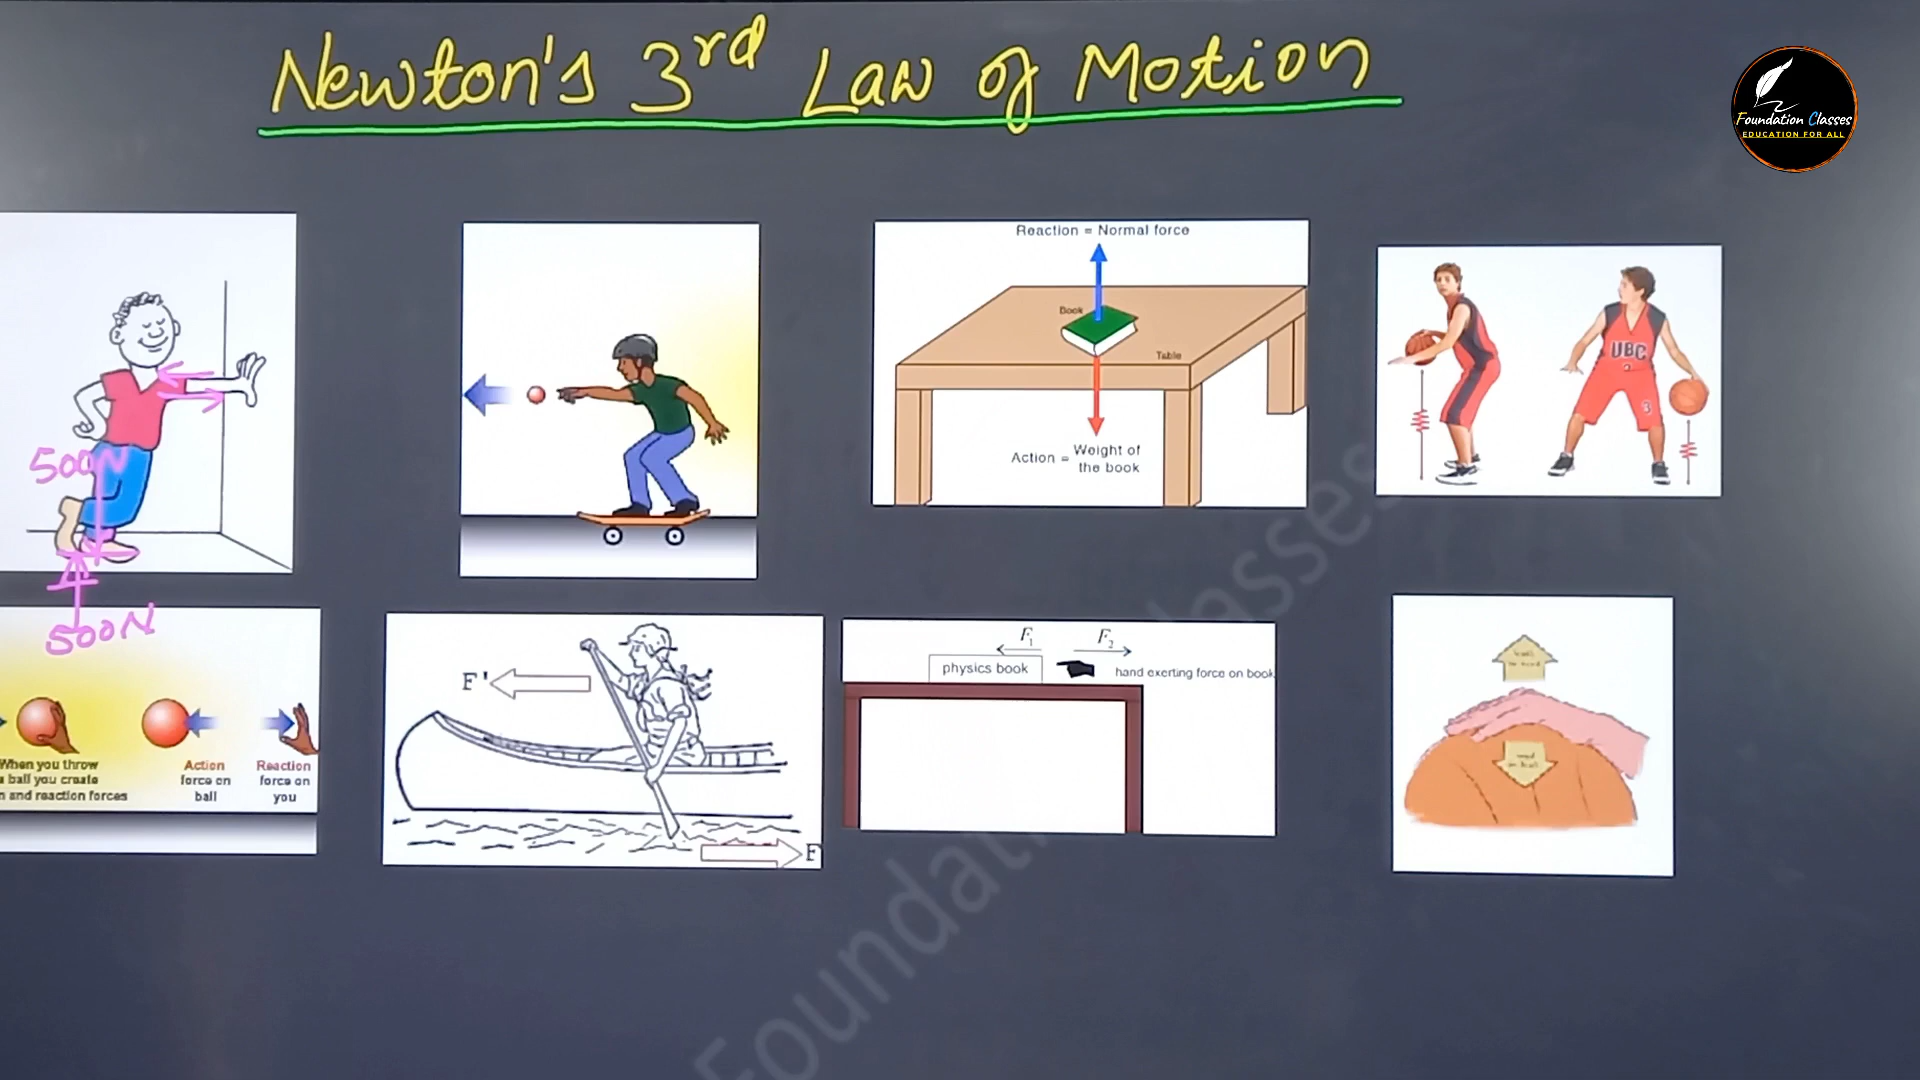 Newton's 3rd Law of Motion
Foundation Classes
EDUCATION FOR ALL
500N
500N
Reaction = Normal force
Book
Table
Action = Weight of
the book
UBC
3
When you throw
a ball you create
and reaction forces
Action
force on
ball
Reaction
force on
you
F'
F
F1
F2
physics book
hand exerting force on book
Foundation Classes